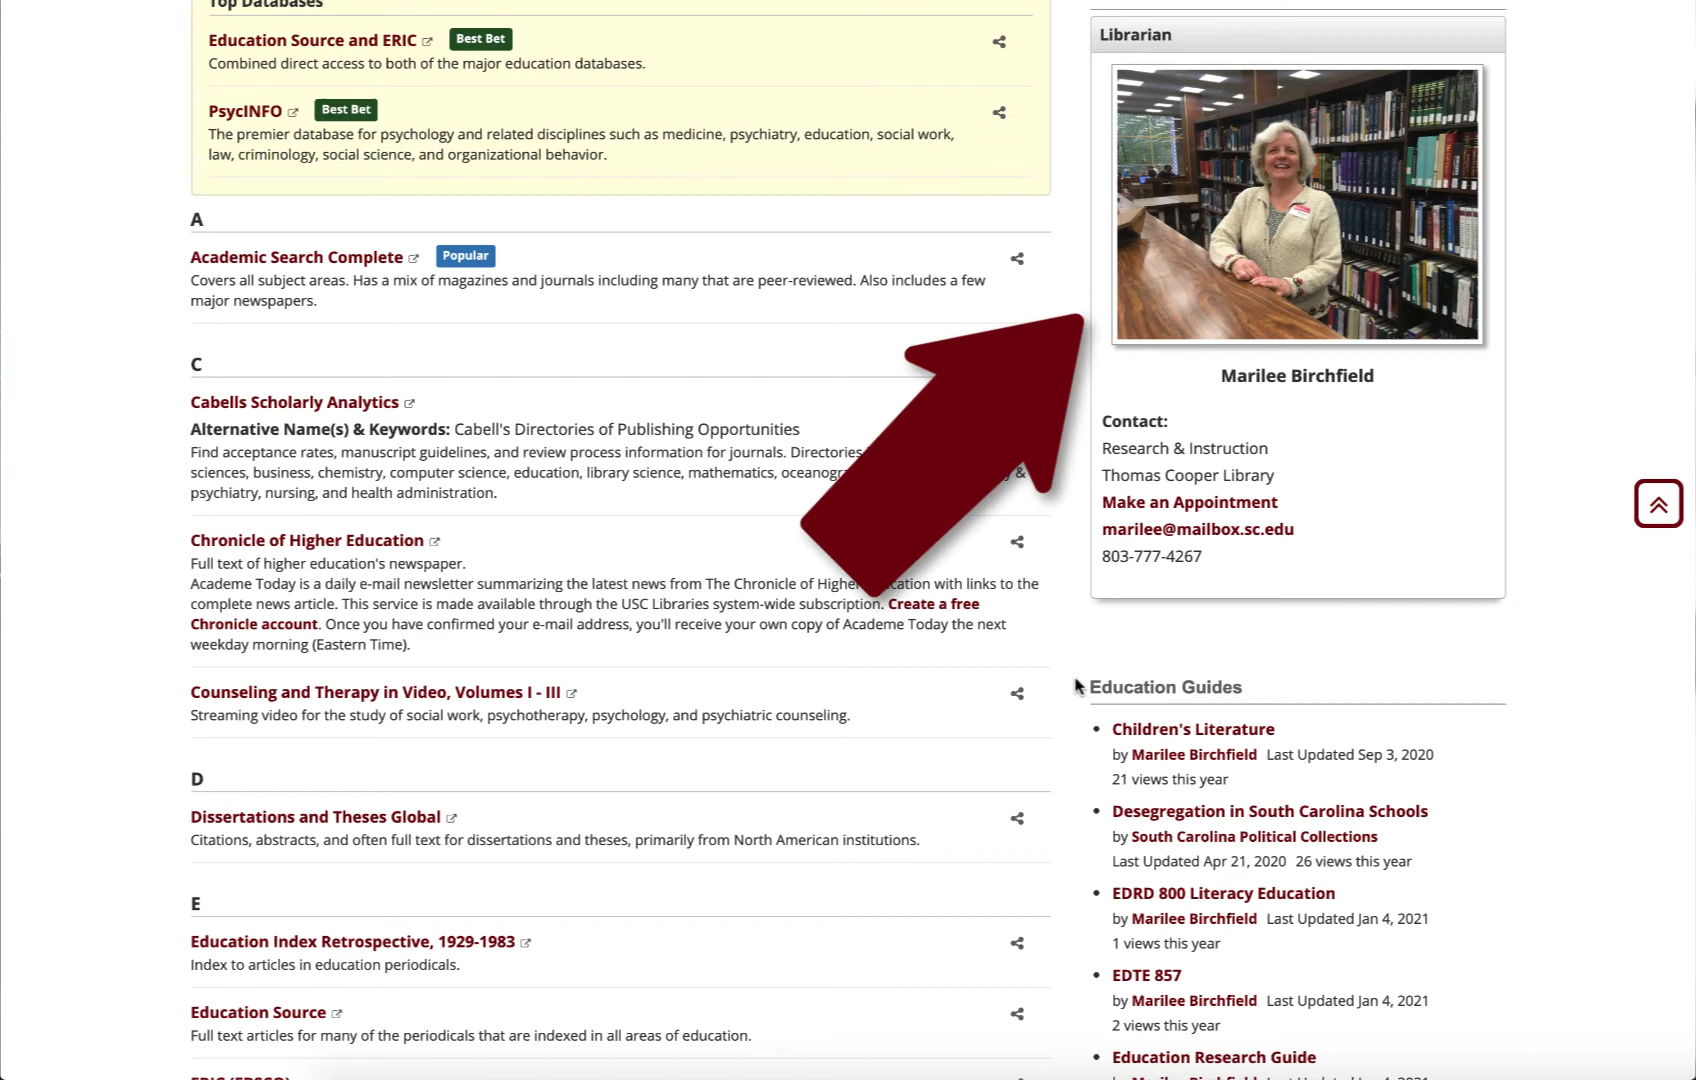 Top Databases
Education Source and ERIC Best Bet
Combined direct access to both of the major education databases.
PsycINFO Best Bet
The premier database for psychology and related disciplines such as medicine, psychiatry, education, social work,
law, criminology, social science, and organizational behavior.
A
Academic Search Complete Popular
Covers all subject areas. Has a mix of magazines and journals including many that are peer-reviewed. Also includes a few
major newspapers.
C
Cabells Scholarly Analytics
Alternative Name(s) & Keywords: Cabell's Directories of Publishing Opportunities
Find acceptance rates, manuscript guidelines, and review process information for journals. Directories
sciences, business, chemistry, computer science, education, library science, mathematics, &
psychiatry, nursing, and health administration.
Chronicle of Higher Education
Full text of higher education's newspaper.
Academe Today is a daily e-mail newsletter summarizing the latest news from The Chronicle of Higher with links to the
complete news article. This service is made available through the USC Libraries system-wide subscription. Create a free
Chronicle account. Once you have confirmed your e-mail address, you'll receive your own copy of Academe Today the next
weekday morning (Eastern Time).
Counseling and Therapy in Video, Volumes I - III
Streaming video for the study of social work, psychotherapy, psychology, and psychiatric counseling.
D
Dissertations and Theses Global
Citations, abstracts, and often full text for dissertations and theses, primarily from North American institutions.
E
Education Index Retrospective, 1929-1983
Index to articles in education periodicals.
Education Source
Full text articles for many of the periodicals that are indexed in all areas of education.
Librarian
Marilee Birchfield
Contact:
Research & Instruction
Thomas Cooper Library
Make an Appointment
marilee@mailbox.sc.edu
803-777-4267
Education Guides
Children's Literature
by Marilee Birchfield Last Updated Sep 3, 2020
21 views this year
Desegregation in South Carolina Schools
by South Carolina Political Collections
Last Updated Apr 21, 2020 26 views this year
EDRD 800 Literacy Education
by Marilee Birchfield Last Updated Jan 4, 2021
1 views this year
EDTE 857
by Marilee Birchfield Last Updated Jan 4, 2021
2 views this year
Education Research Guide